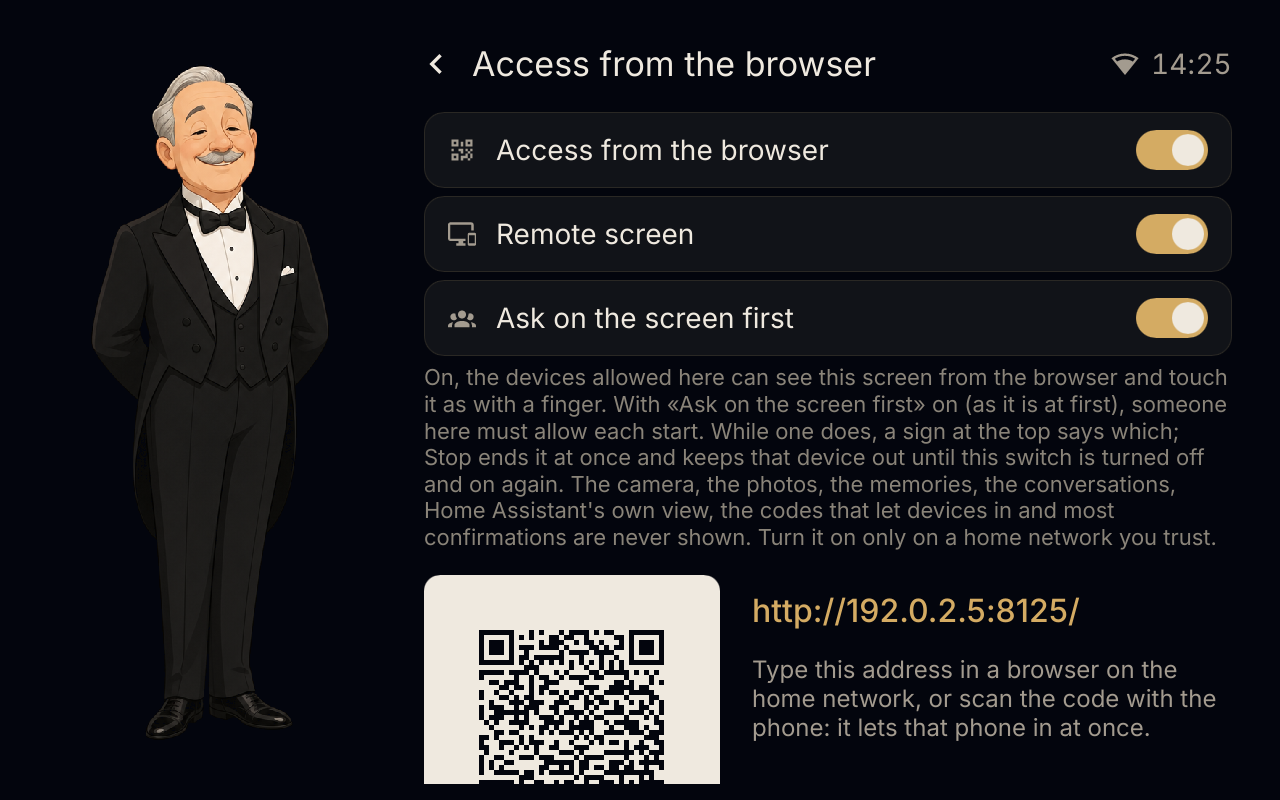 Access from the browser
14:25
Access from the browser
Remote screen
Ask on the screen first
On, the devices allowed here can see this screen from the browser and touch
it as with a finger. With «Ask on the screen first» on (as it is at first), someone
here must allow each start. While one does, a sign at the top says which;
Stop ends it at once and keeps that device out until this switch is turned off
and on again. The camera, the photos, the memories, the conversations,
Home Assistant's own view, the codes that let devices in and most
confirmations are never shown. Turn it on only on a home network you trust.
http://192.0.2.5:8125/
Type this address in a browser on the
home network, or scan the code with the
phone: it lets that phone in at once.